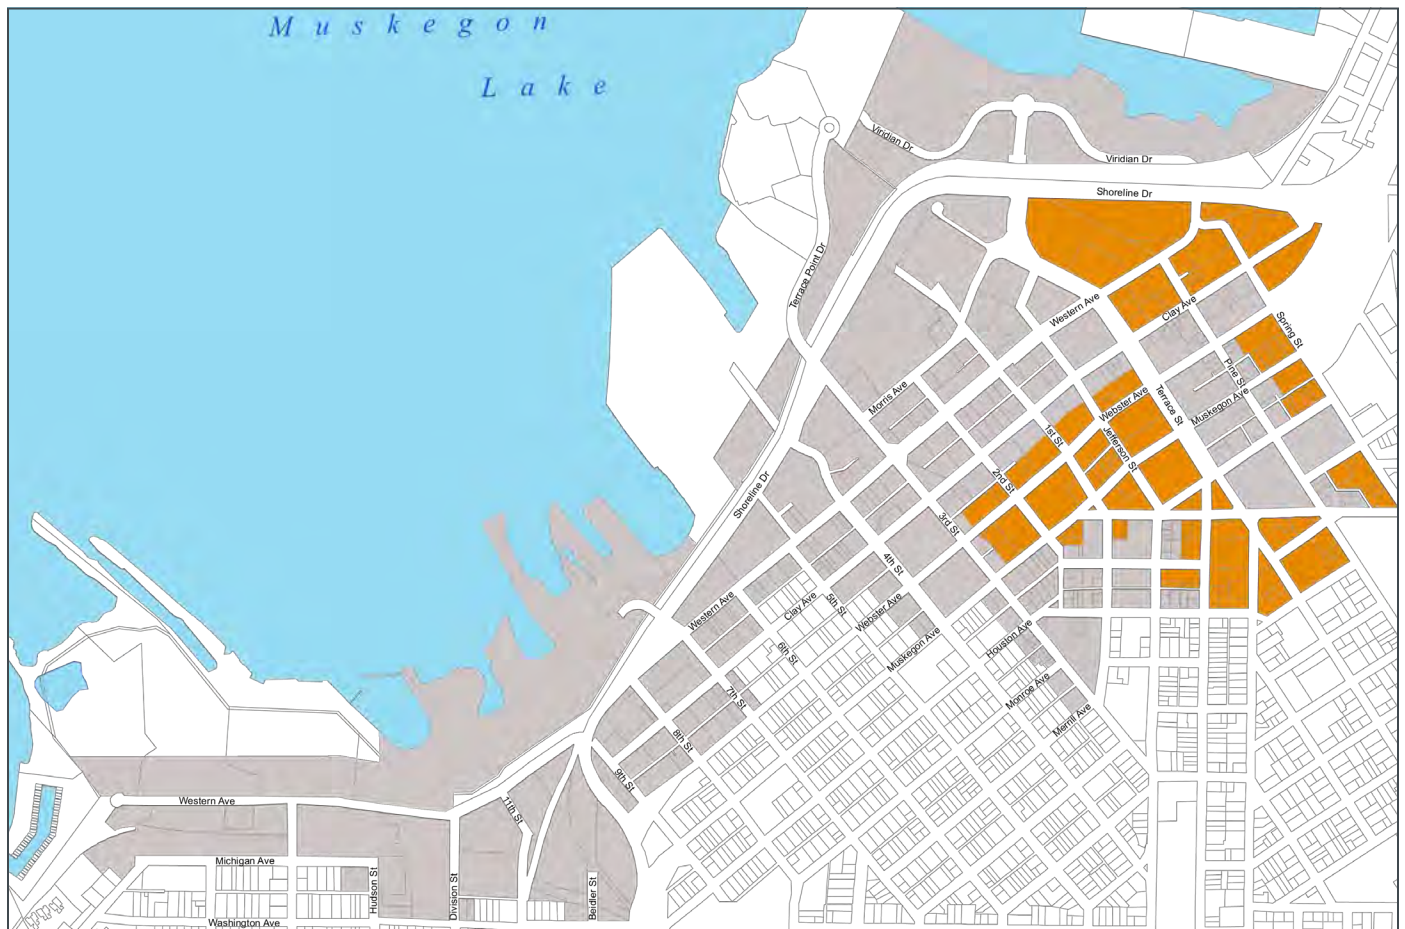 Muskegon
Lake
Viridian Dr
Viridian Dr
Shoreline Dr
Terrace Point Dr
Western Ave
Clay Ave
Spring St
Pine St
Morris Ave
Webster Ave
Terrace St
Muskegon Ave
1st St
Jefferson St
2nd St
Shoreline Dr
3rd St
4th St
Western Ave
Clay Ave
5th St
Webster Ave
Muskegon Ave
Houston Ave
6th St
7th St
Monroe Ave
Merrill Ave
8th St
9th St
Western Ave
11th St
Michigan Ave
Hudson St
Division St
Beidler St
Washington Ave